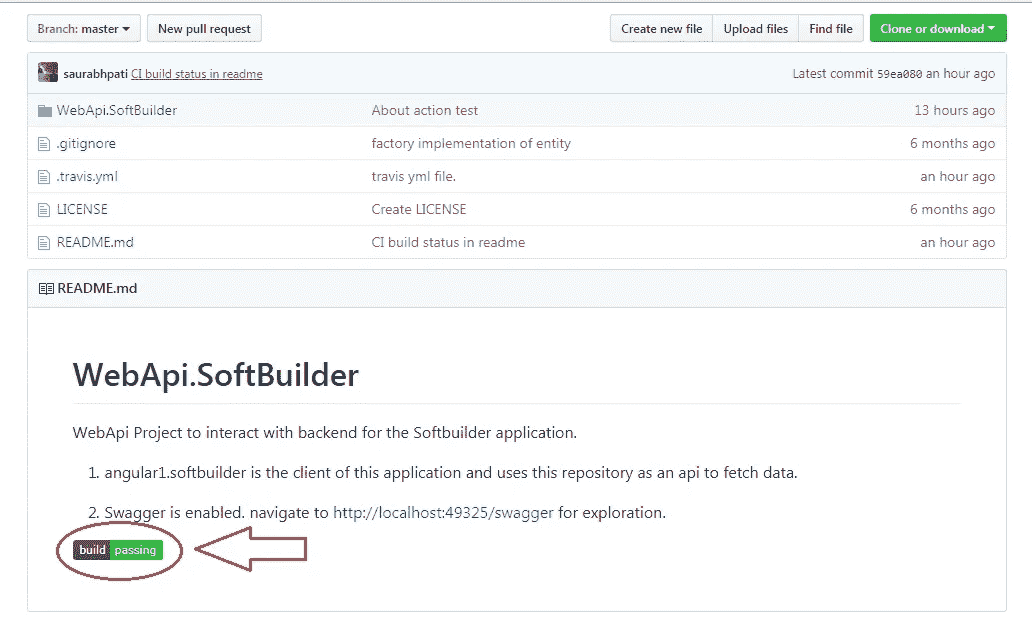 Branch: master New pull request Create new file Upload files Find file Clone or download
saurabhpati CI build status in readme Latest commit 59ea080 an hour ago
WebApi.SoftBuilder About action test 13 hours ago
.gitignore factory implementation of entity 6 months ago
.travis.yml travis yml file. an hour ago
LICENSE Create LICENSE 6 months ago
README.md CI build status in readme an hour ago
README.md
WebApi.SoftBuilder
WebApi Project to interact with backend for the Softbuilder application.
1. angular1.softbuilder is the client of this application and uses this repository as an api to fetch data.
2. Swagger is enabled. navigate to http://localhost:49325/swagger for exploration.
build passing